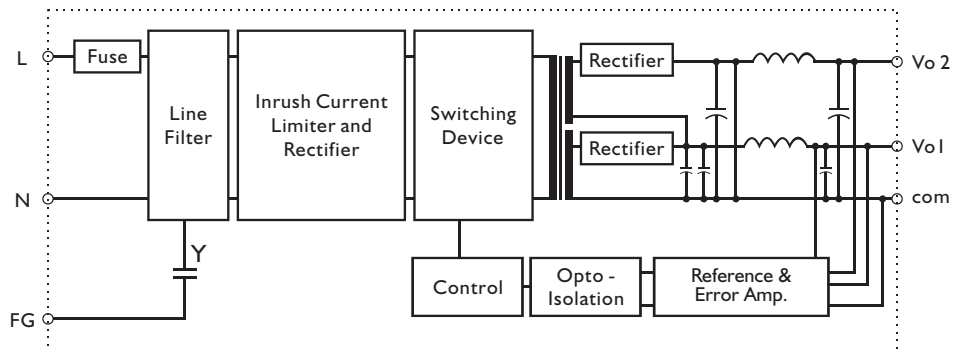 L
Fuse
Line
Filter
Inrush Current
Limiter and
Rectifier
Switching
Device
Rectifier
Vo 2
Rectifier
Vo1
N
com
Y
Control
Opto -
Isolation
Reference &
Error Amp.
FG